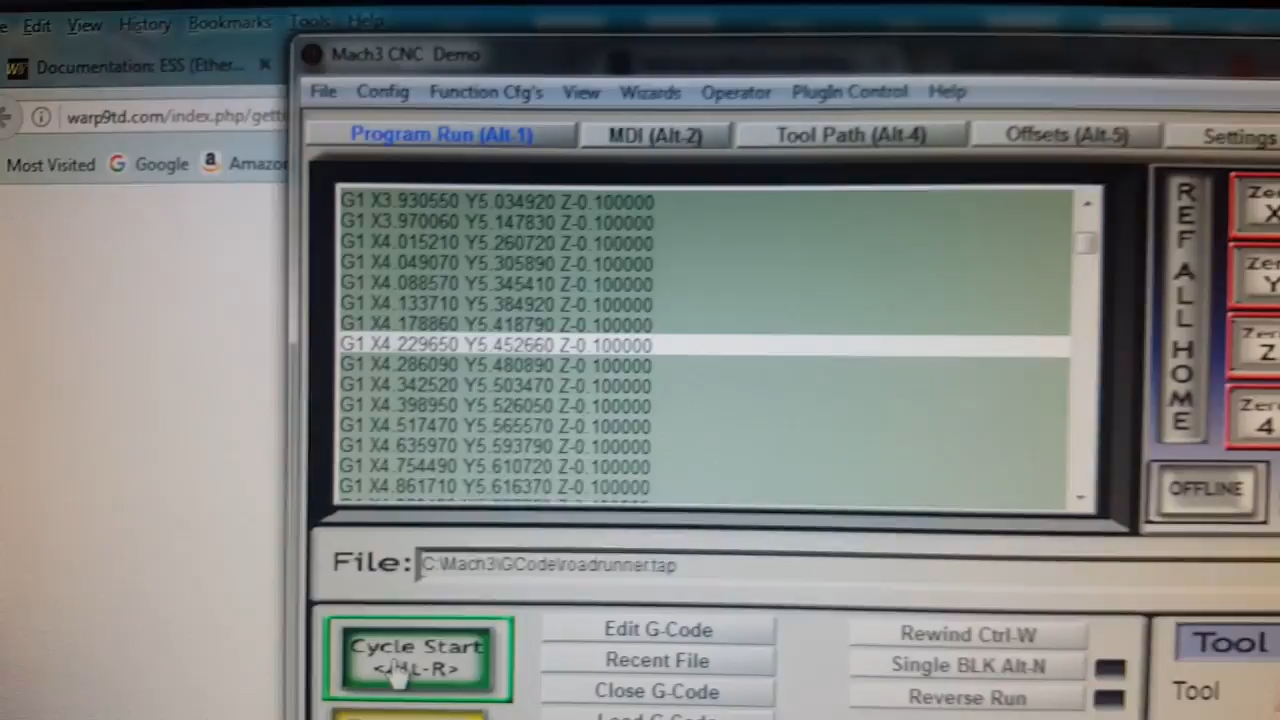 Edit View History Bookmarks Tools Help
Mach3 CNC Demo
Documentation: ESS (Ether...
File Config Function Cfg's View Wizards Operator PlugIn Control Help
warp9td.com/index.php/gett
Program Run (Alt-1) MDI (Alt-2) Tool Path (Alt-4) Offsets (Alt-5) Settings
Most Visited Google Amazon
G1 X3.930550 Y5.034920 Z-0.100000
G1 X3.970060 Y5.147830 Z-0.100000
G1 X4.015210 Y5.260720 Z-0.100000
G1 X4.049070 Y5.305890 Z-0.100000
G1 X4.088570 Y5.345410 Z-0.100000
G1 X4.133710 Y5.384920 Z-0.100000
G1 X4.178860 Y5.418790 Z-0.100000
G1 X4.229650 Y5.452660 Z-0.100000
G1 X4.286090 Y5.480890 Z-0.100000
G1 X4.342520 Y5.503470 Z-0.100000
G1 X4.398950 Y5.526050 Z-0.100000
G1 X4.517470 Y5.565570 Z-0.100000
G1 X4.635970 Y5.593790 Z-0.100000
G1 X4.754490 Y5.610720 Z-0.100000
G1 X4.861710 Y5.616370 Z-0.100000
REF ALL HOME
X
Y
Z
4
OFFLINE
File: C:\Mach3\GCode\roadrunner.tap
Cycle Start
Edit G-Code
Recent File
Close G-Code
Rewind Ctrl-W
Single BLK Alt-N
Reverse Run
Tool
Tool